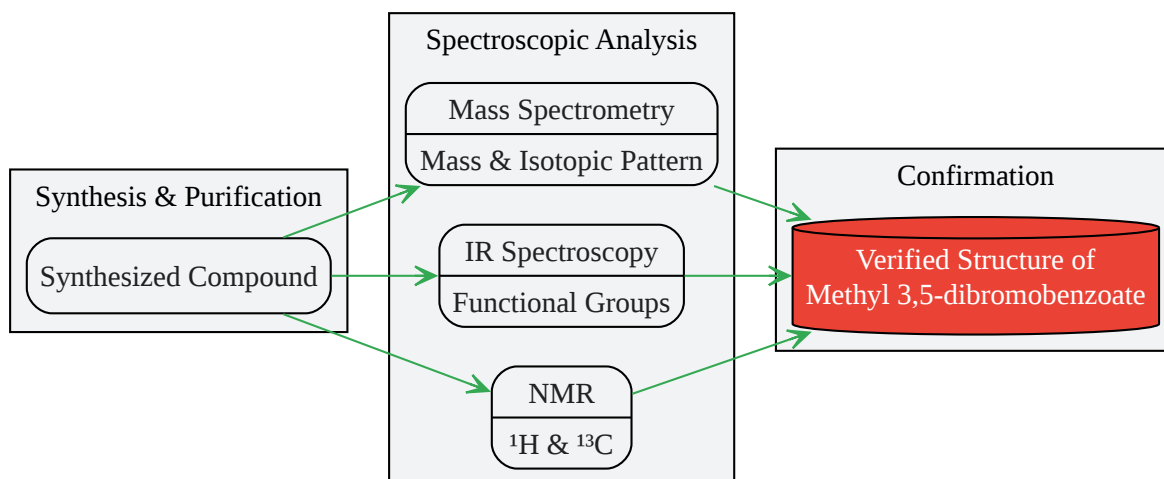 Synthesis & Purification
Synthesized Compound
Spectroscopic Analysis
Mass Spectrometry
Mass & Isotopic Pattern
IR Spectroscopy
Functional Groups
NMR
¹H & ¹³C
Confirmation
Verified Structure of
Methyl 3,5-dibromobenzoate